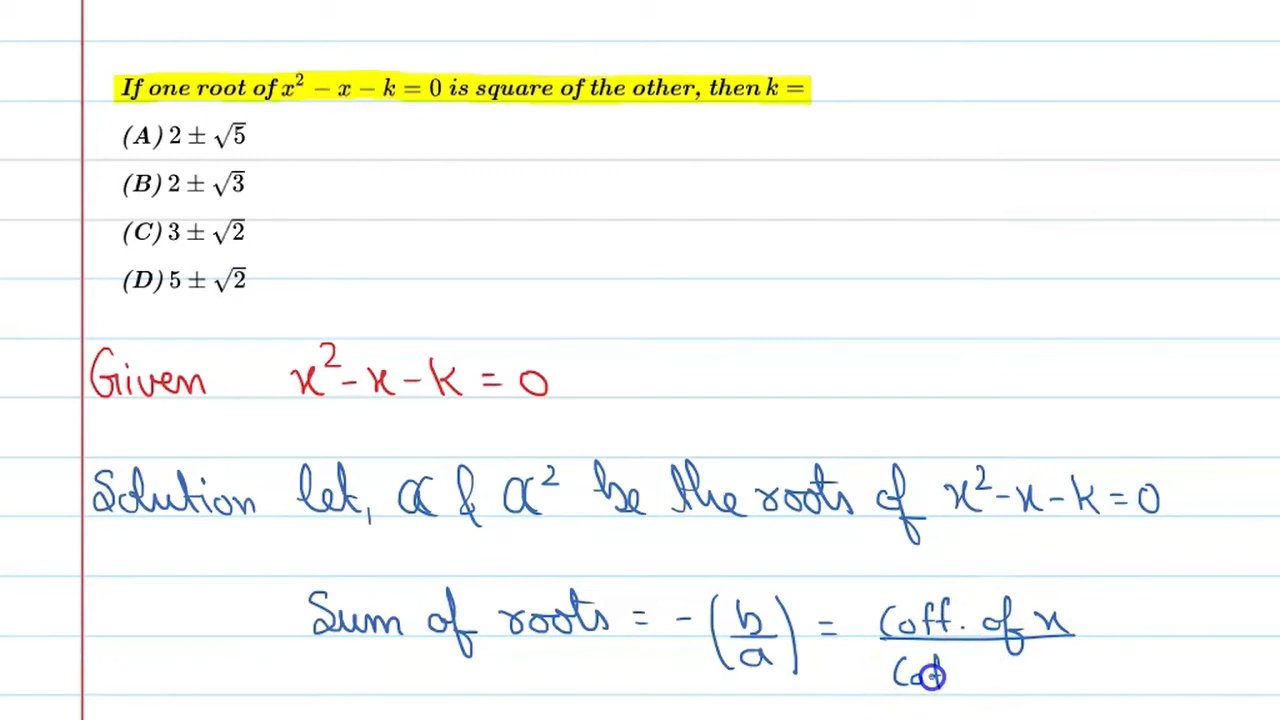 If one root of x² − x − k = 0 is square of the other, then k =
(A) 2 ± √5
(B) 2 ± √3
(C) 3 ± √2
(D) 5 ± √2
Given x² - x - k = 0
Solution let, a & a² be the roots of x² - x - k = 0
Sum of roots = - (b/a) = Coff. of x